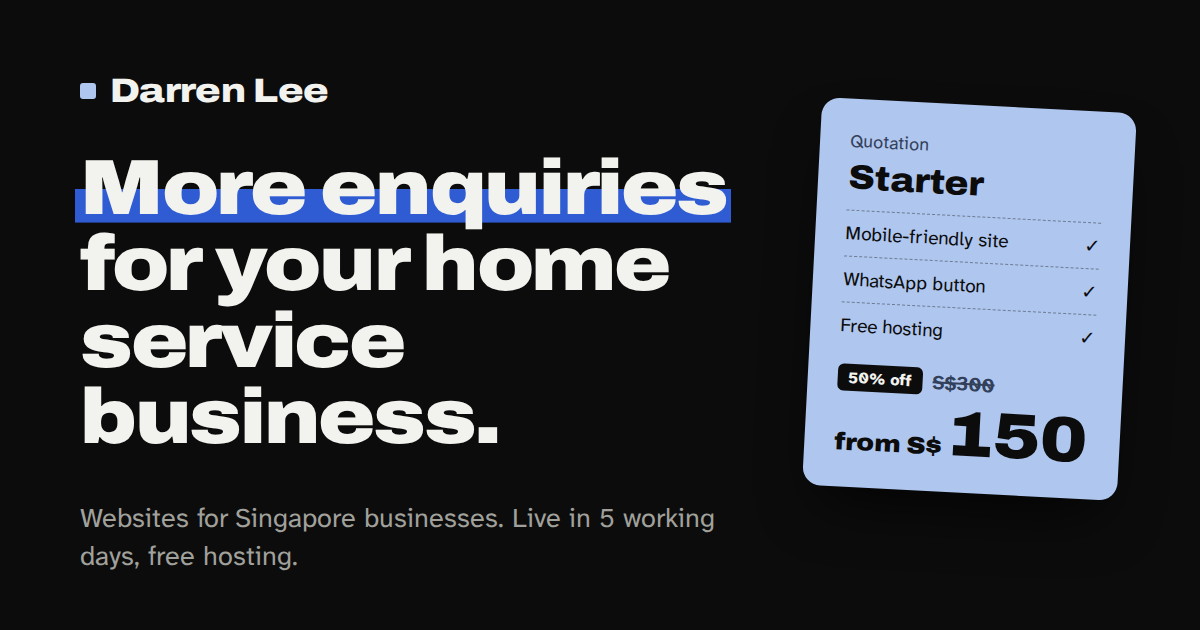 Darren Lee
More enquiries
for your home
service
business.
Websites for Singapore businesses. Live in 5 working
days, free hosting.
Quotation
Starter
Mobile-friendly site ✓
WhatsApp button ✓
Free hosting ✓
50% off S$300
from S$ 150